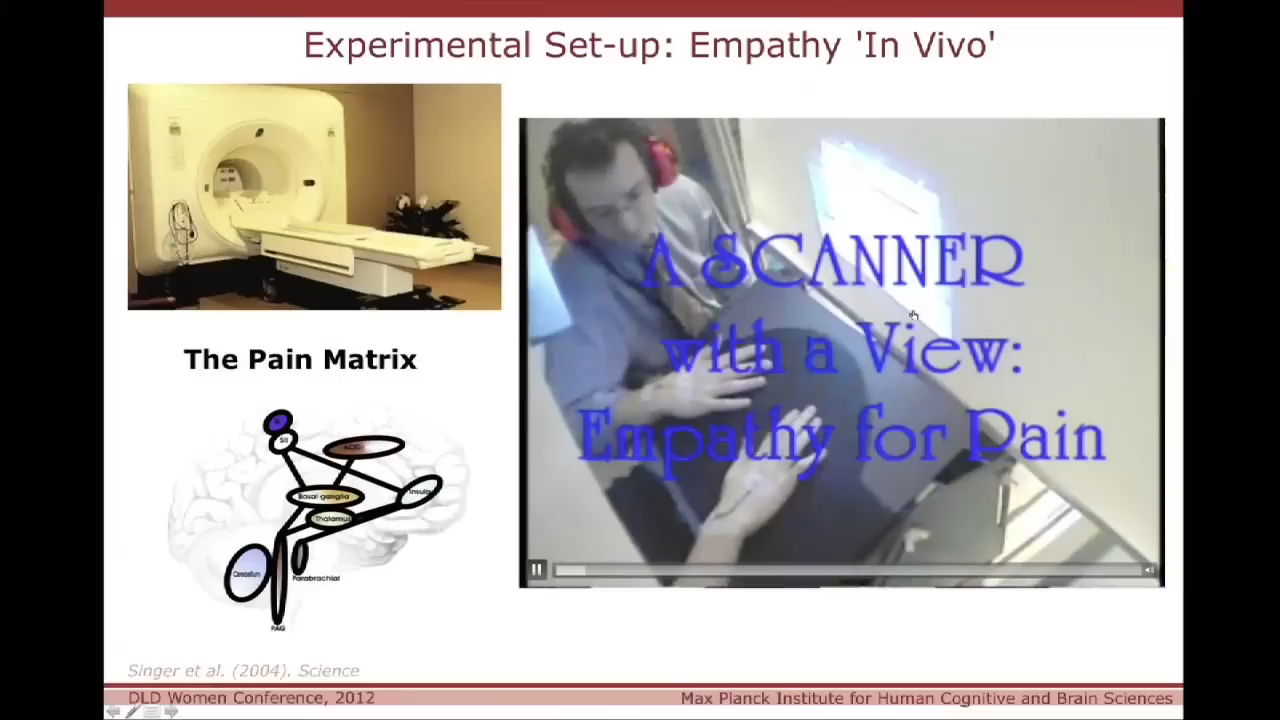 Experimental Set-up: Empathy 'In Vivo'
A SCANNER
with a View:
Empathy for Pain
The Pain Matrix
SII
ACC
Basal ganglia
Insula
Thalamus
Cerebellum
Parabrachial
PAG
Singer et al. (2004). Science
DLD Women Conference, 2012
Max Planck Institute for Human Cognitive and Brain Sciences